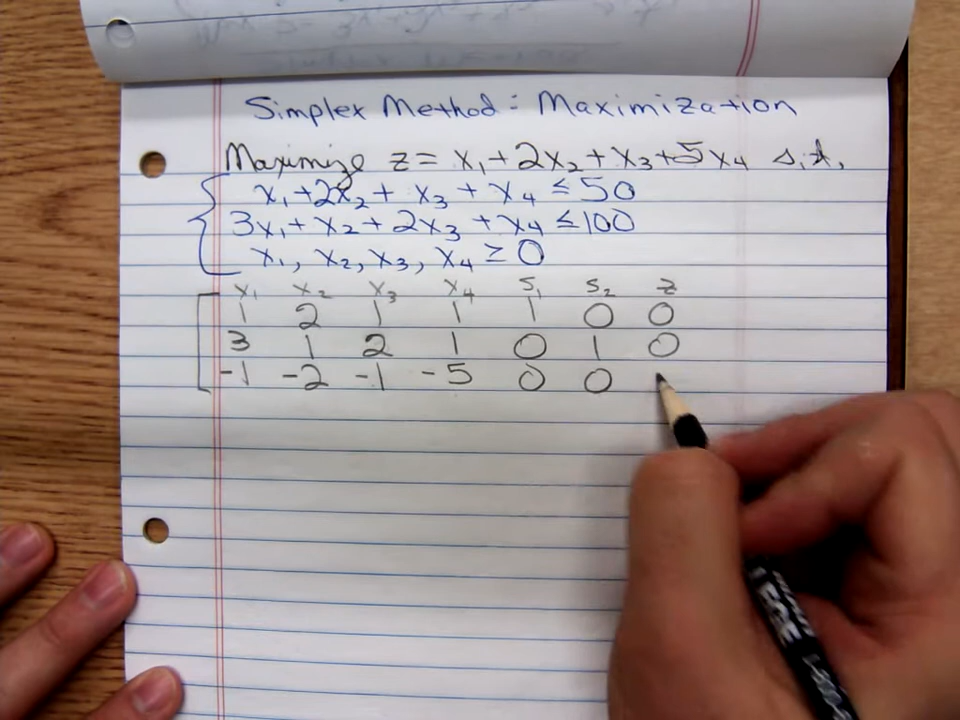 Simplex Method: Maximization
Maximize z = x₁+2x₂+x₃+5x₄ s.t.
x₁+2x₂+ x₃ + x₄ ≤ 50
3x₁+x₂+2x₃ +x₄ ≤100
x₁, x₂, x₃, x₄ ≥ 0
x₁ x₂ x₃ x₄ s₁ s₂ z
1 2 1 1 1 0 0
3 1 2 1 0 1 0
-1 -2 -1 -5 0 0